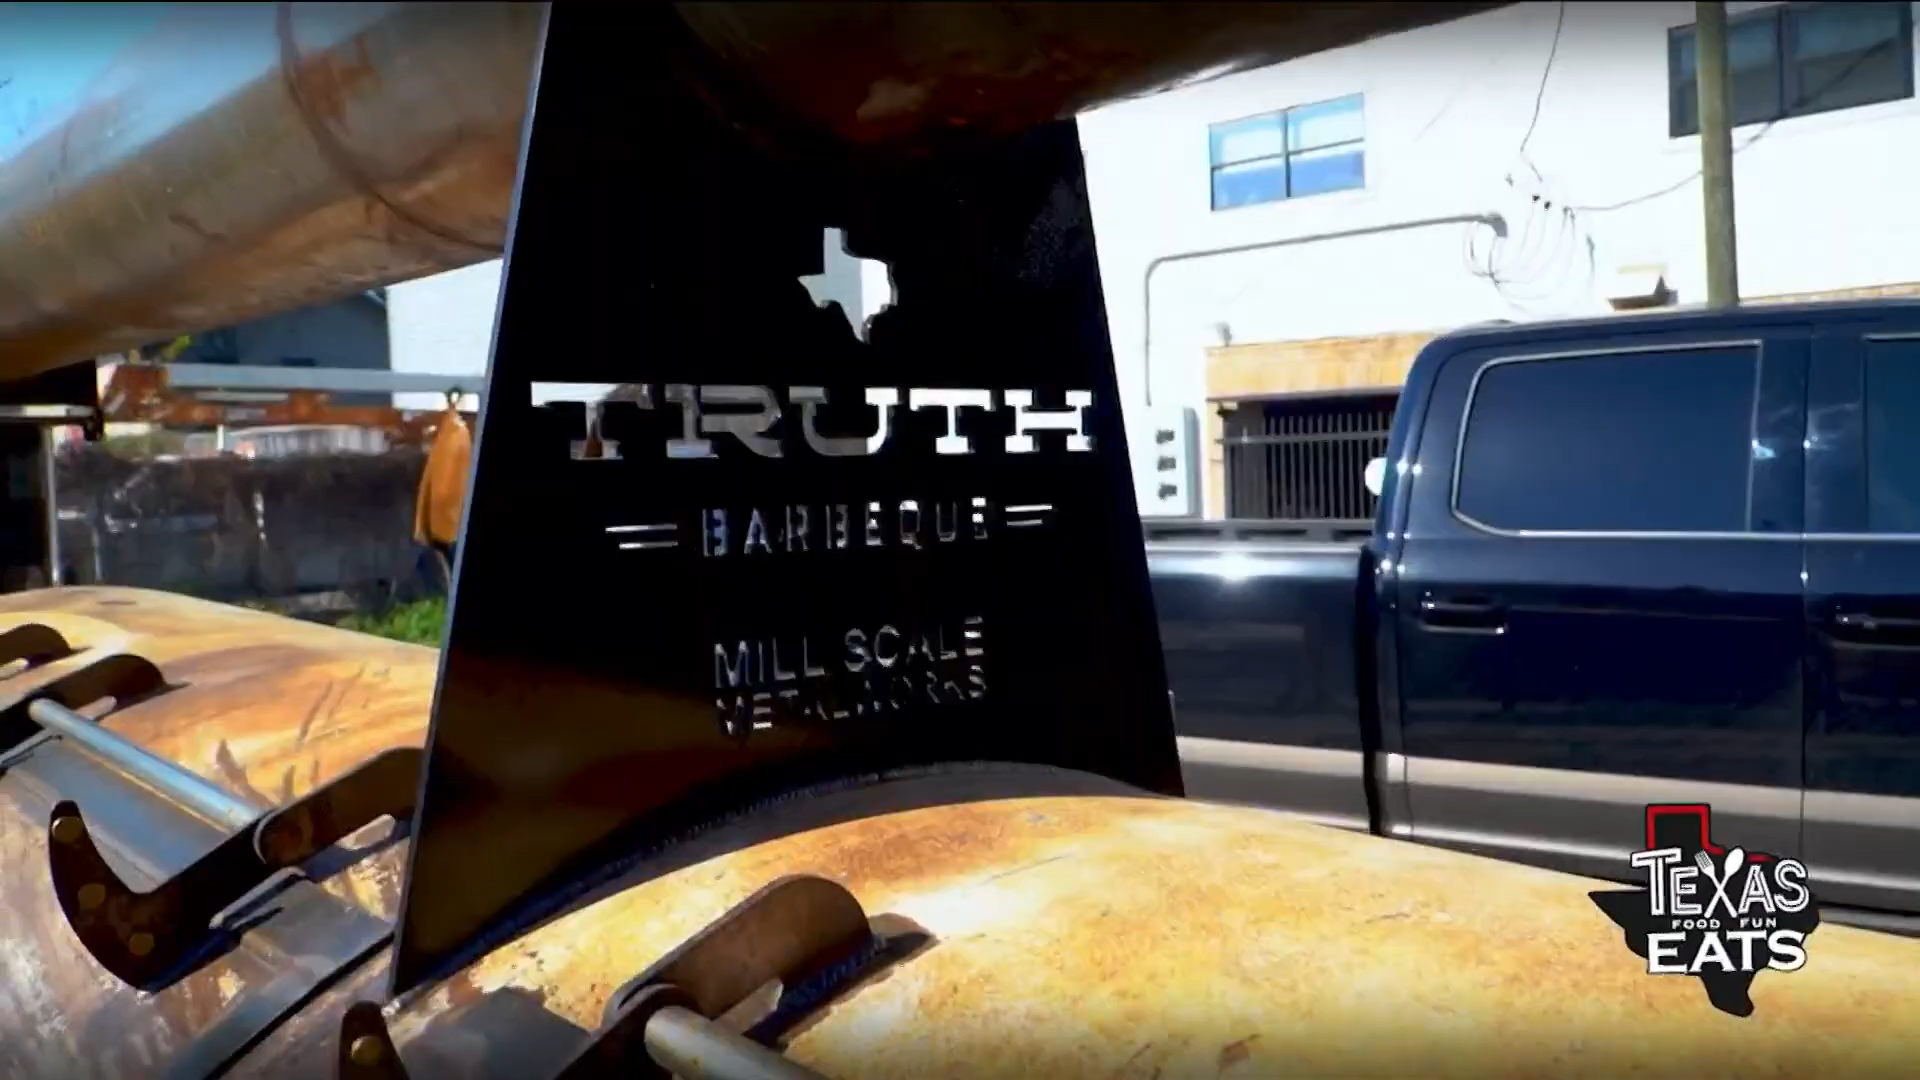 TRUTH
BARBEQUE
MILL SCALE
METALWORKS
TEXAS
FOOD FUN
EATS